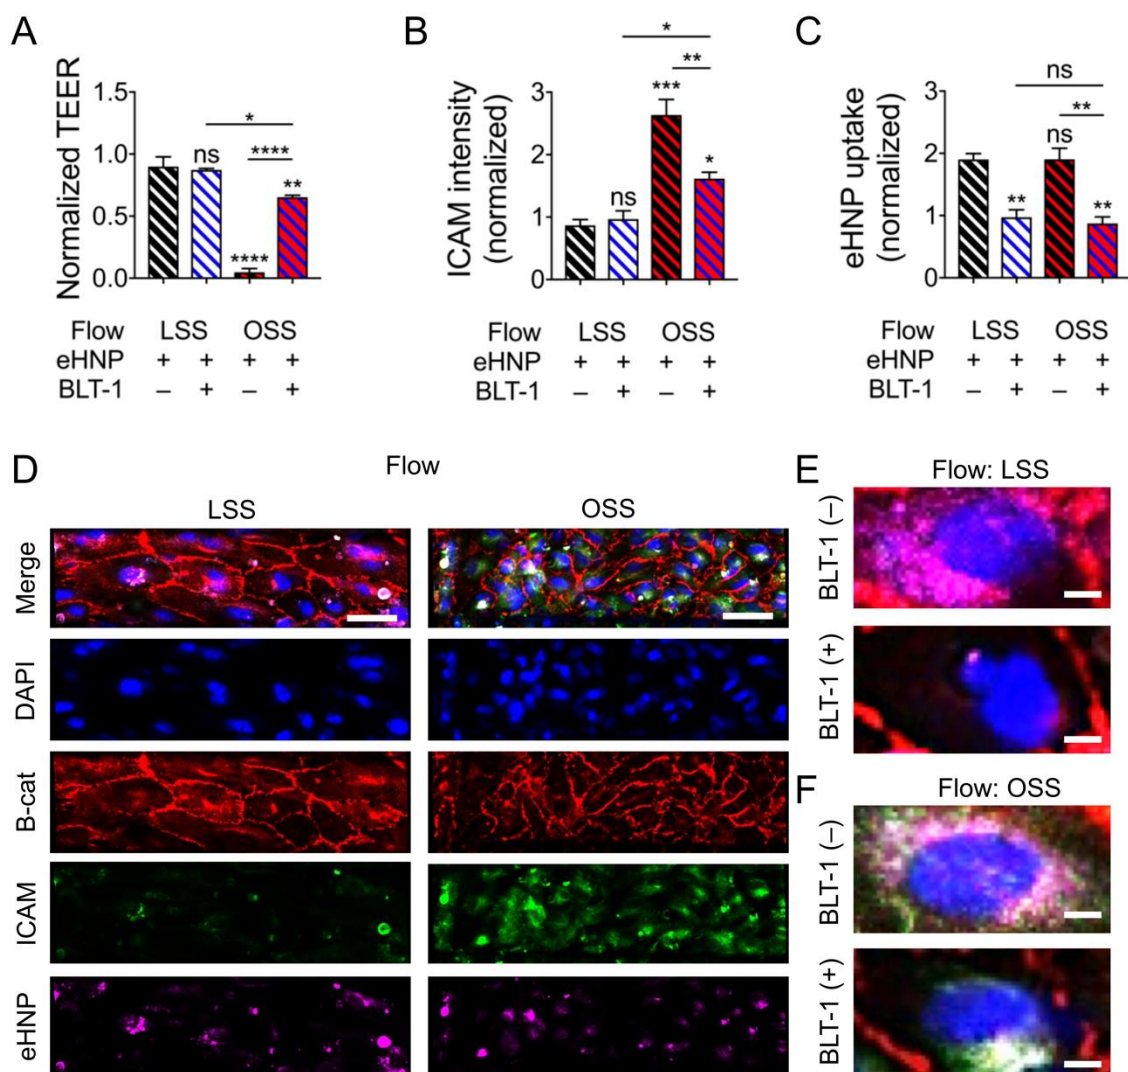 A
Normalized TEER
1.5
1.0
0.5
0.0
ns
*
****
****
**
Flow LSS OSS
eHNP + + + +
BLT-1 – + – +
B
ICAM intensity
(normalized)
3
2
1
0
*
**
***
ns
*
Flow LSS OSS
eHNP + + + +
BLT-1 – + – +
C
eHNP uptake
(normalized)
3
2
1
0
ns
**
ns
**
**
Flow LSS OSS
eHNP + + + +
BLT-1 – + – +
D
Flow
LSS OSS
Merge
DAPI
B-cat
ICAM
eHNP
E
Flow: LSS
BLT-1 (–)
BLT-1 (+)
F
Flow: OSS
BLT-1 (–)
BLT-1 (+)